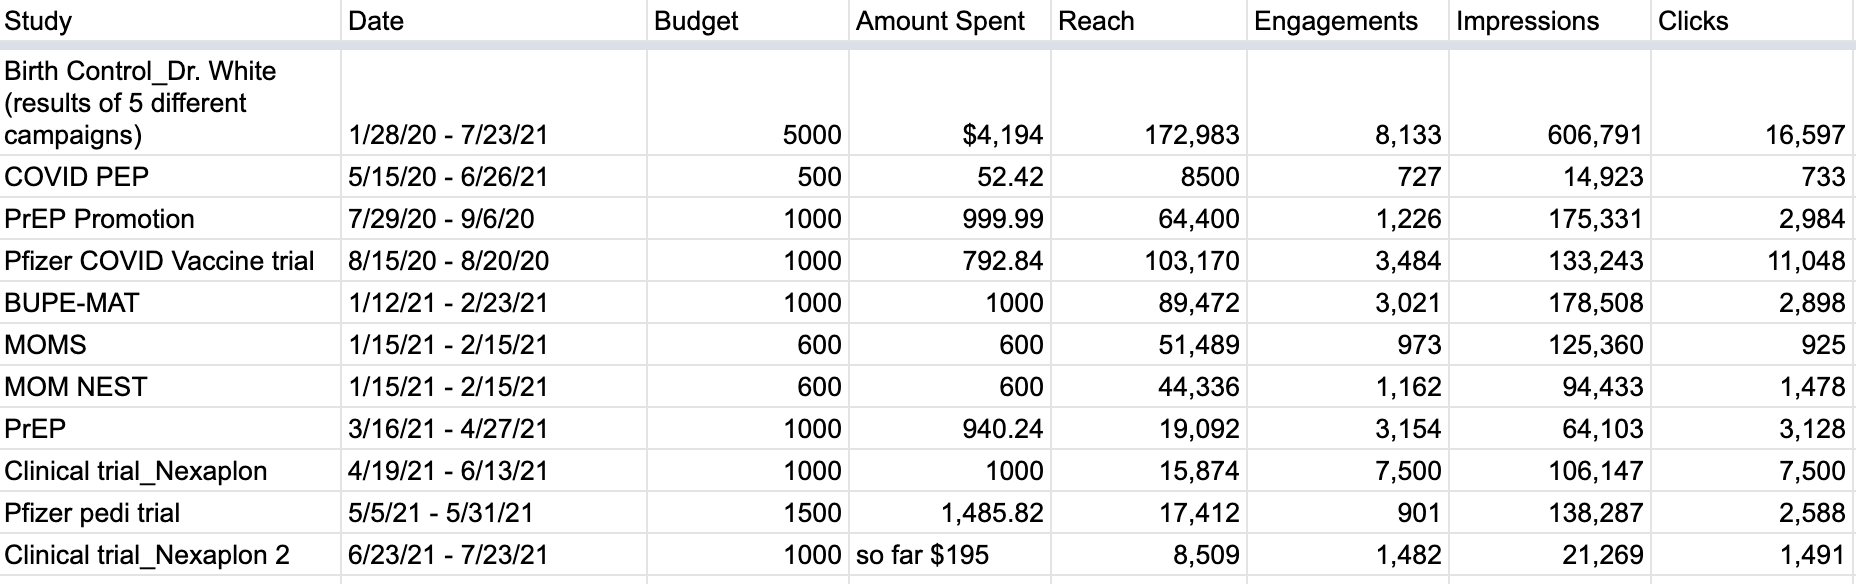 Study Date Budget Amount Spent Reach Engagements Impressions Clicks
Birth Control_Dr. White
(results of 5 different
campaigns) 1/28/20 - 7/23/21 5000 $4,194 172,983 8,133 606,791 16,597
COVID PEP 5/15/20 - 6/26/21 500 52.42 8500 727 14,923 733
PrEP Promotion 7/29/20 - 9/6/20 1000 999.99 64,400 1,226 175,331 2,984
Pfizer COVID Vaccine trial 8/15/20 - 8/20/20 1000 792.84 103,170 3,484 133,243 11,048
BUPE-MAT 1/12/21 - 2/23/21 1000 1000 89,472 3,021 178,508 2,898
MOMS 1/15/21 - 2/15/21 600 600 51,489 973 125,360 925
MOM NEST 1/15/21 - 2/15/21 600 600 44,336 1,162 94,433 1,478
PrEP 3/16/21 - 4/27/21 1000 940.24 19,092 3,154 64,103 3,128
Clinical trial_Nexaplon 4/19/21 - 6/13/21 1000 1000 15,874 7,500 106,147 7,500
Pfizer pedi trial 5/5/21 - 5/31/21 1500 1,485.82 17,412 901 138,287 2,588
Clinical trial_Nexaplon 2 6/23/21 - 7/23/21 1000 so far $195 8,509 1,482 21,269 1,491